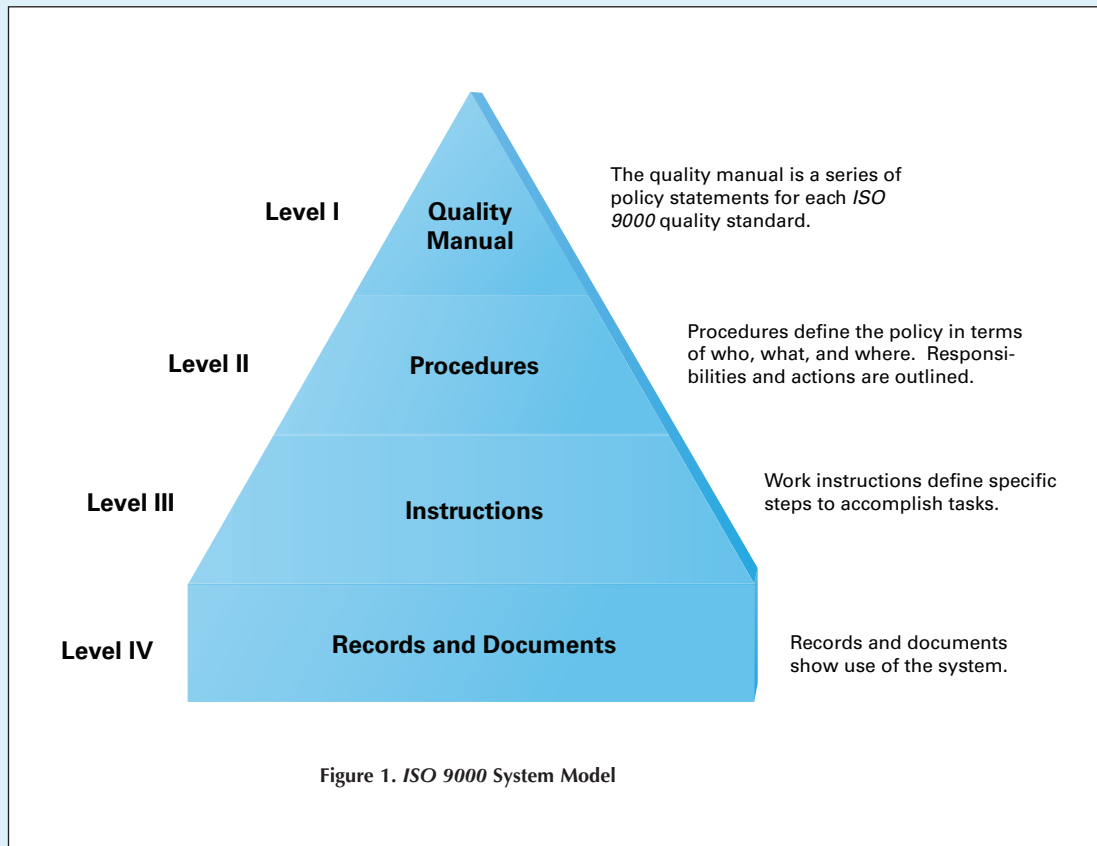 Level I
Quality
Manual
The quality manual is a series of
policy statements for each ISO
9000 quality standard.
Level II
Procedures
Procedures define the policy in terms
of who, what, and where. Responsi-
bilities and actions are outlined.
Level III
Instructions
Work instructions define specific
steps to accomplish tasks.
Level IV
Records and Documents
Records and documents
show use of the system.
Figure 1. ISO 9000 System Model